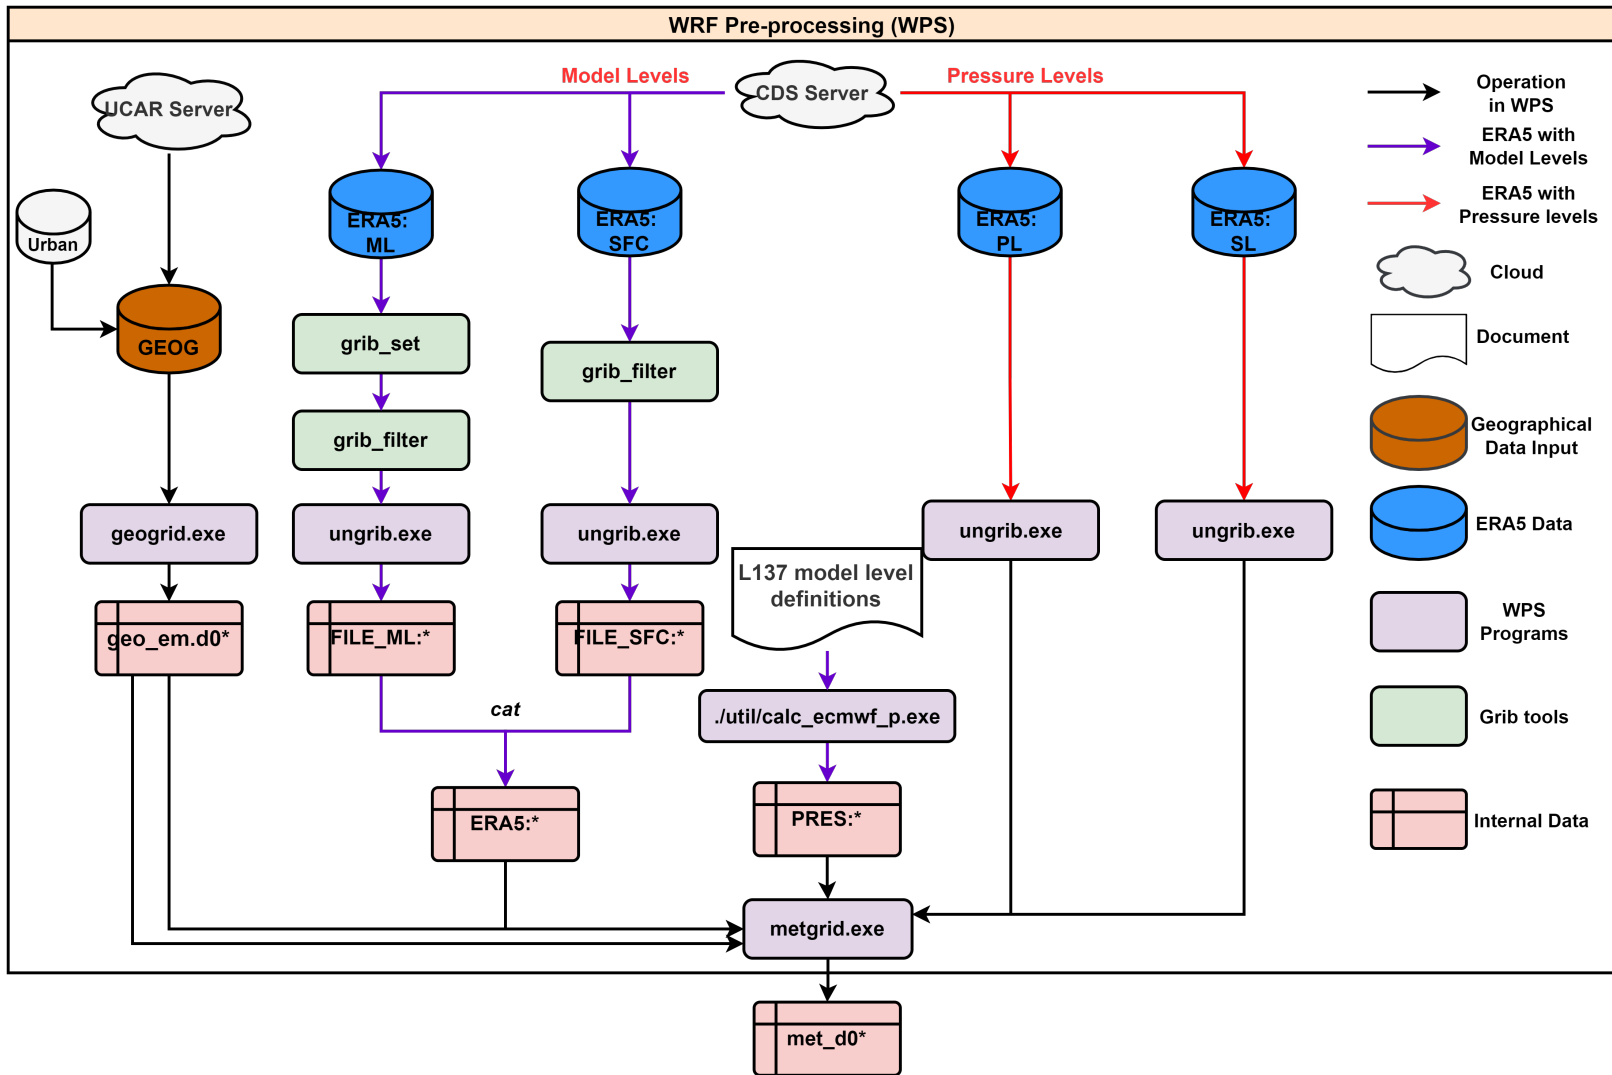 WRF Pre-processing (WPS)
Model Levels
CDS Server
Pressure Levels
UCAR Server
Urban
GEOG
ERA5:
ML
ERA5:
SFC
ERA5:
PL
ERA5:
SL
grib_set
grib_filter
grib_filter
geogrid.exe
ungrib.exe
ungrib.exe
ungrib.exe
ungrib.exe
L137 model level
definitions
geo_em.d0*
FILE_ML:*
FILE_SFC:*
cat
./util/calc_ecmwf_p.exe
ERA5:*
PRES:*
metgrid.exe
met_d0*
Operation
in WPS
ERA5 with
Model Levels
ERA5 with
Pressure levels
Cloud
Document
Geographical
Data Input
ERA5 Data
WPS
Programs
Grib tools
Internal Data